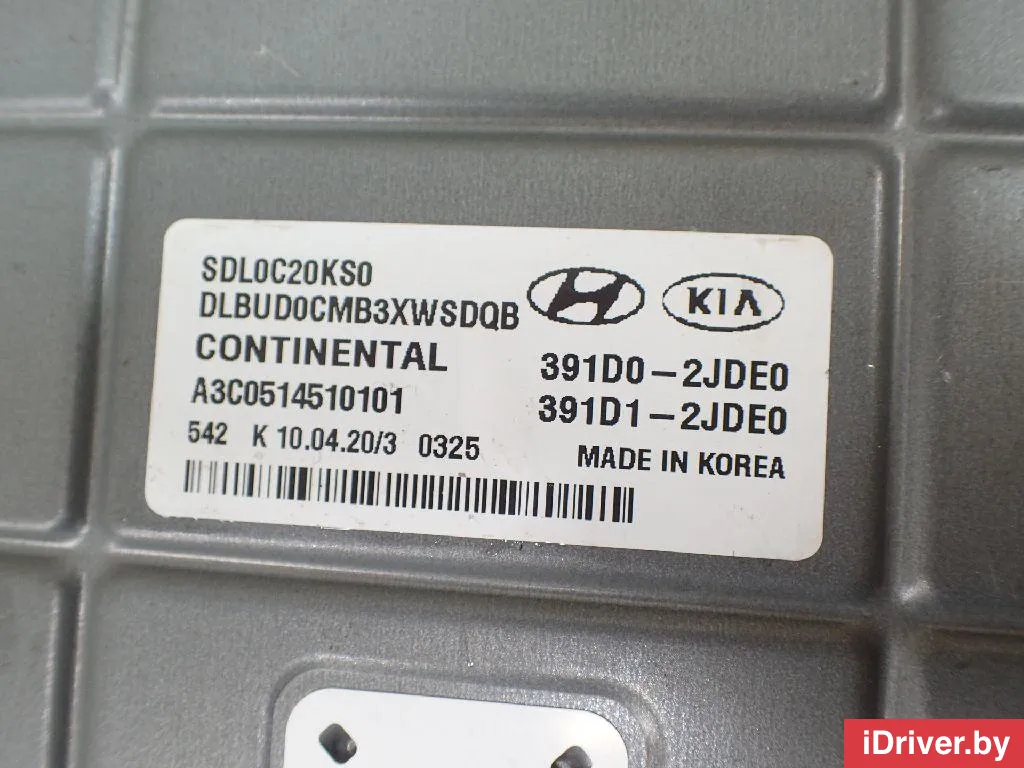 SDL0C20KS0
DLBUD0CMB3XWSDQB
CONTINENTAL
A3C0514510101
542 K 10.04.20/3 0325
KIA
391D0-2JDE0
391D1-2JDE0
MADE IN KOREA
iDriver.by